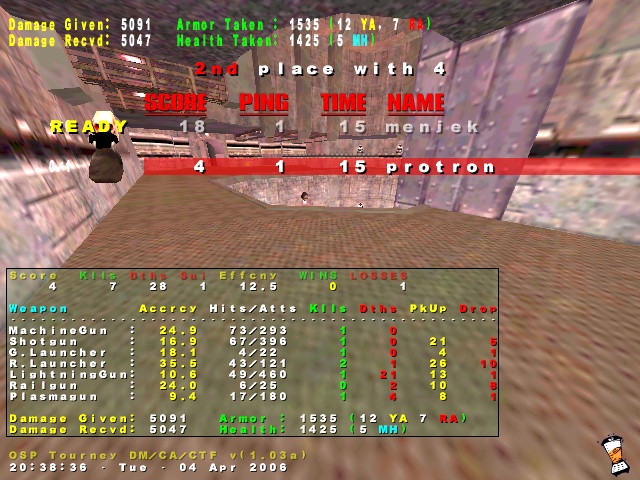 Damage Given: 5091 Armor Taken : 1535 (12 YA, 7 RA)
Damage Recvd: 5047 Health Taken: 1425 (5 MH)
2nd place with 4
SCORE PING TIME NAME
READY 18 1 15 meniek
4 1 15 protron
Score Klls Dths Sui Effcny WINS LOSSES
4 7 28 1 12.5 0 1
Weapon Accrcy Hits/Atts Klls Dths PkUp Drop
MachineGun : 24.9 73/293 1 0
Shotgun : 16.9 67/396 1 0 21 5
G.Launcher : 18.1 4/22 1 0 4 1
R.Launcher : 35.5 43/121 2 1 26 10
LightningGun: 10.6 49/460 1 21 13 1
Railgun : 24.0 6/25 0 2 10 8
Plasmagun : 9.4 17/180 1 4 8 1
Damage Given: 5091 Armor : 1535 (12 YA 7 RA)
Damage Recvd: 5047 Health: 1425 (5 MH)
OSP Tourney DM/CA/CTF v(1.03a)
20:38:36 - Tue - 04 Apr 2006